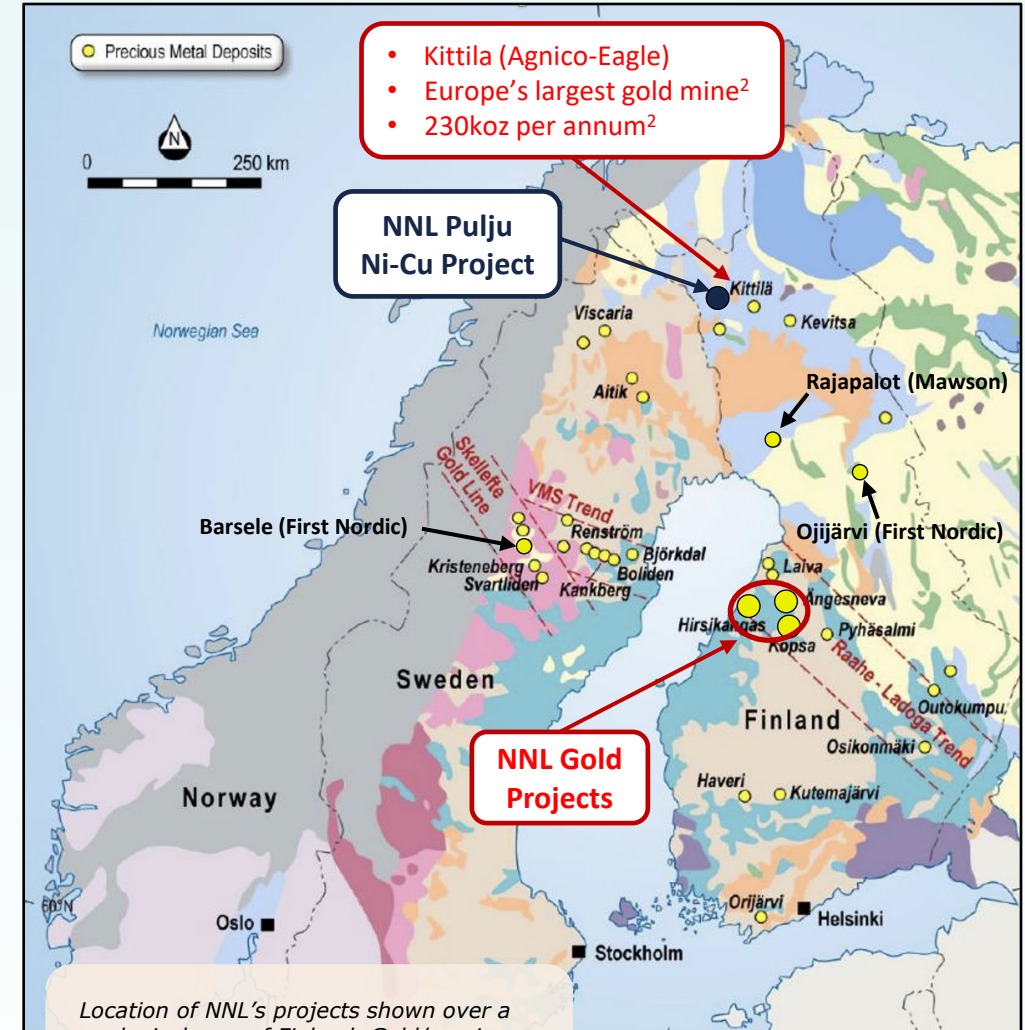 Precious Metal Deposits
N
0 250 km
• Kittila (Agnico-Eagle)
• Europe's largest gold mine2
• 230koz per annum2
NNL Pulju
Ni-Cu Project
Kittilä
Kevitsa
Viscaria
Norwegian Sea
Aitik
Rajapalot (Mawson)
Skellefte
Gold Line
VMS Trend
Barsele (First Nordic)
Renström
Björkdal
Boliden
Kristeneberg
Svartliden
Kankberg
Ojijärvi (First Nordic)
Laiva
Ängesneva
Hirsikangas
Kopsa
Pyhäsalmi
Raahe - Ladoga Trend
Sweden
Outokumpu
Finland
Osikonmäki
NNL Gold
Projects
Haveri
Kutemajärvi
Norway
60°N
Oslo
Orijärvi
Helsinki
Stockholm
Location of NNL's projects shown over a